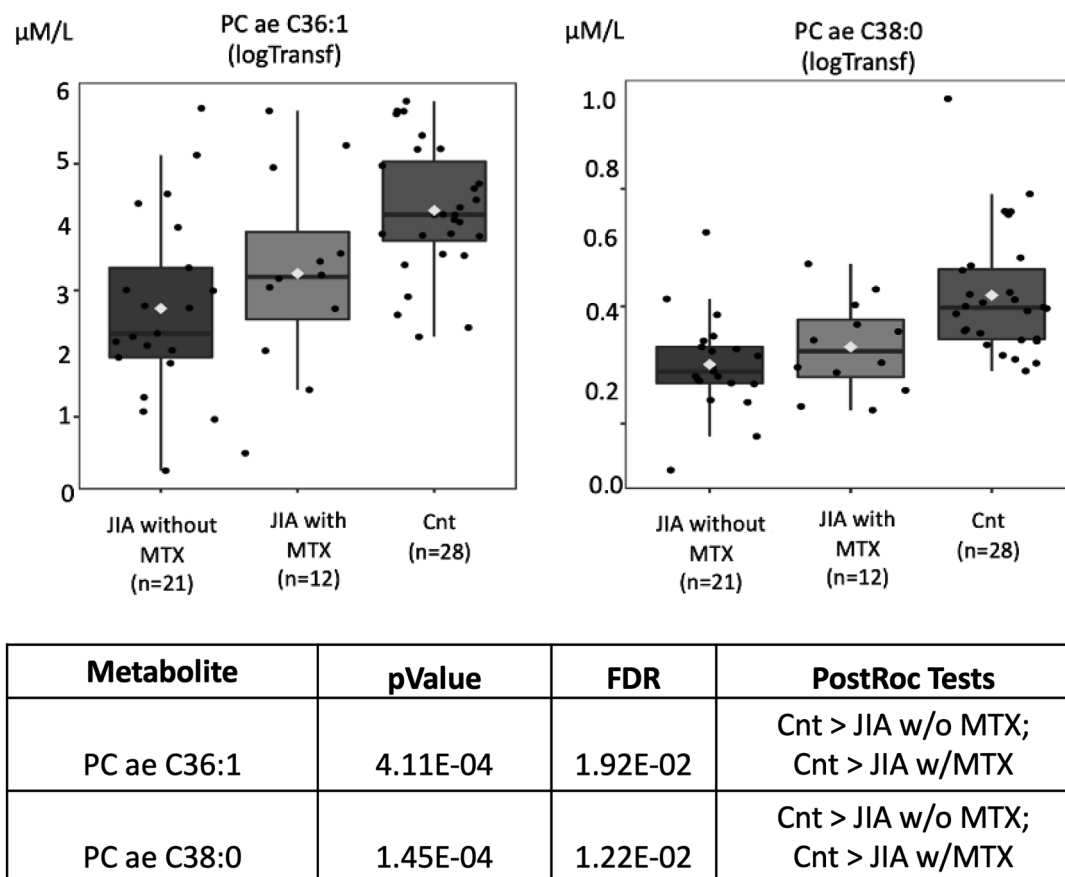 μM/L
PC ae C36:1
(logTransf)
6
5
4
3
2
1
0
JIA without
MTX
(n=21)
JIA with
MTX
(n=12)
Cnt
(n=28)
μM/L
PC ae C38:0
(logTransf)
1.0
0.8
0.6
0.4
0.2
0.0
JIA without
MTX
(n=21)
JIA with
MTX
(n=12)
Cnt
(n=28)
Metabolite pValue FDR PostRoc Tests
Cnt > JIA w/o MTX;
PC ae C36:1 4.11E-04 1.92E-02 Cnt > JIA w/MTX
Cnt > JIA w/o MTX;
PC ae C38:0 1.45E-04 1.22E-02 Cnt > JIA w/MTX